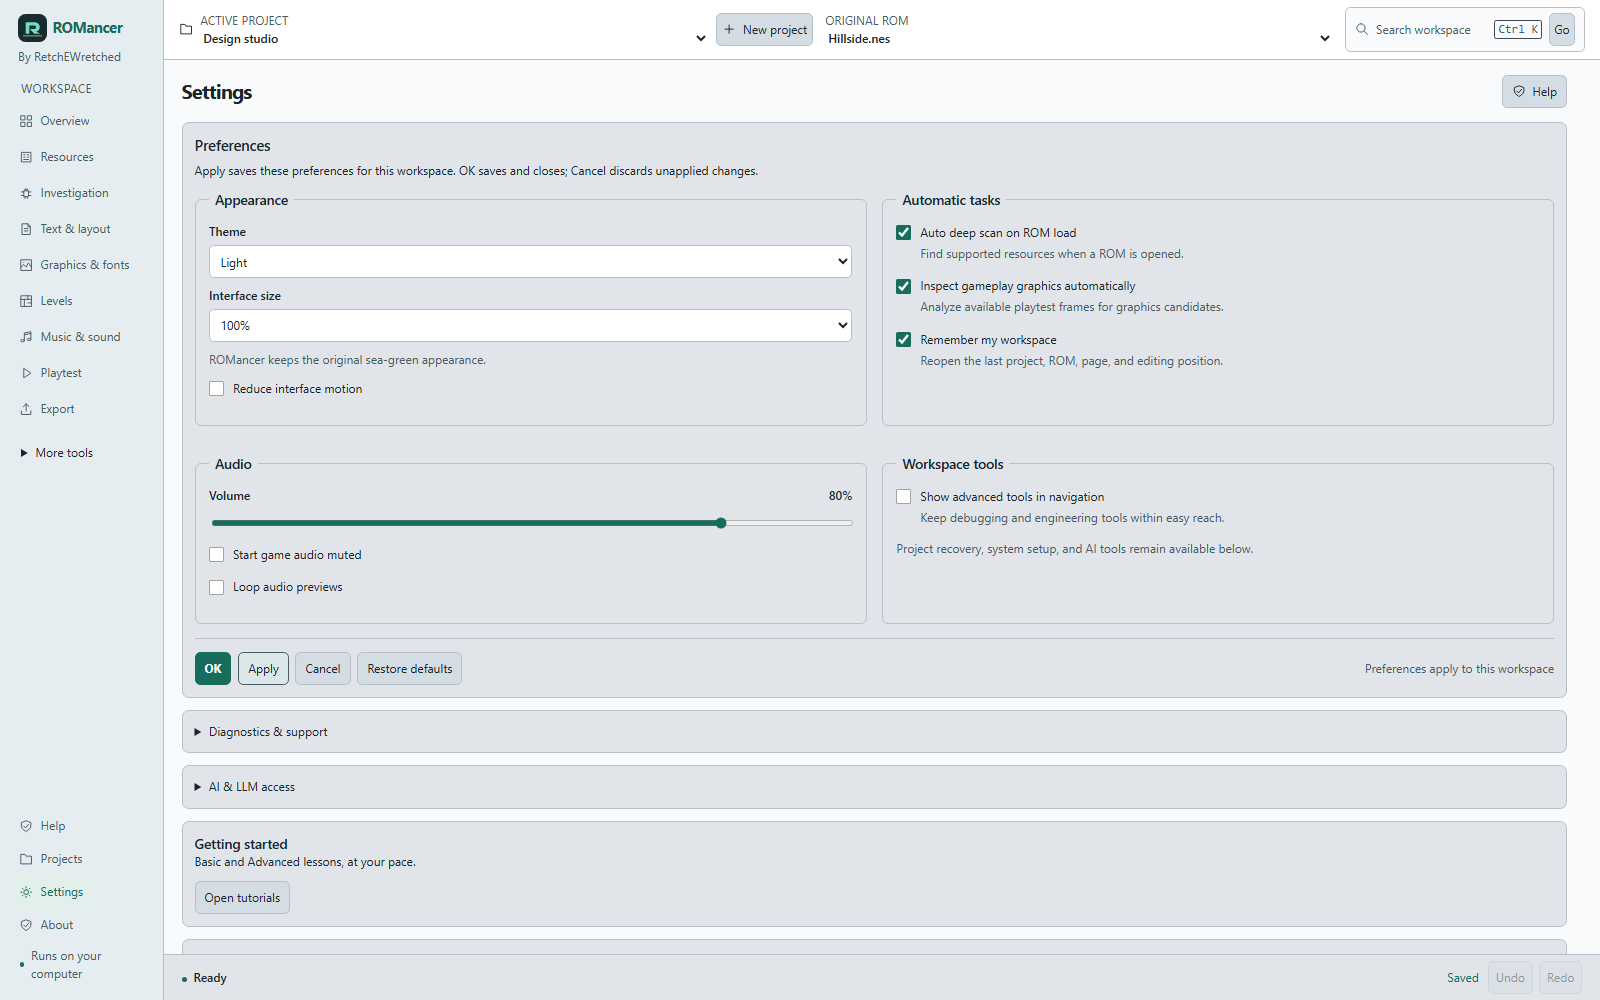 ROMancer
By RetchEWretched
WORKSPACE
Overview
Resources
Investigation
Text & layout
Graphics & fonts
Levels
Music & sound
Playtest
Export
More tools
Help
Projects
Settings
About
Runs on your
computer
ACTIVE PROJECT
Design studio
New project
ORIGINAL ROM
Hillside.nes
Search workspace
Ctrl K
Go
Settings
Help
Preferences
Apply saves these preferences for this workspace. OK saves and closes; Cancel discards unapplied changes.
Appearance
Theme
Light
Interface size
100%
ROMancer keeps the original sea-green appearance.
Reduce interface motion
Automatic tasks
Auto deep scan on ROM load
Find supported resources when a ROM is opened.
Inspect gameplay graphics automatically
Analyze available playtest frames for graphics candidates.
Remember my workspace
Reopen the last project, ROM, page, and editing position.
Audio
Volume
80%
Start game audio muted
Loop audio previews
Workspace tools
Show advanced tools in navigation
Keep debugging and engineering tools within easy reach.
Project recovery, system setup, and AI tools remain available below.
OK
Apply
Cancel
Restore defaults
Preferences apply to this workspace
Diagnostics & support
AI & LLM access
Getting started
Basic and Advanced lessons, at your pace.
Open tutorials
Ready
Saved
Undo
Redo